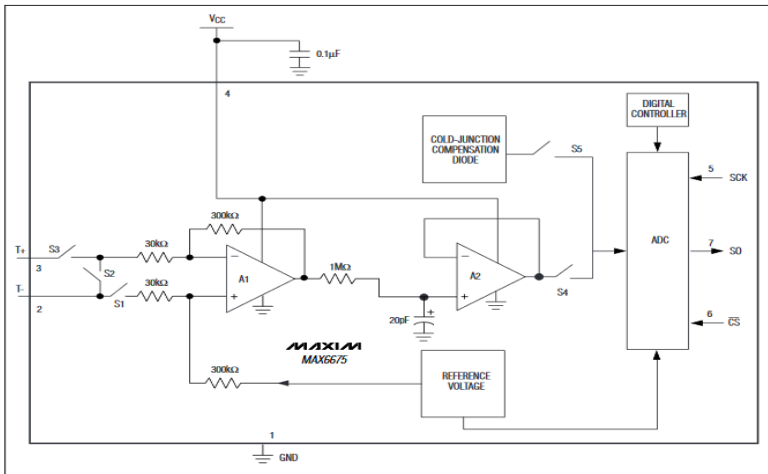 VCC
0.1µF
4
DIGITAL
CONTROLLER
COLD-JUNCTION
COMPENSATION
DIODE
S5
5
SCK
300kΩ
T+
S3
30kΩ
3
S2
A1
1MΩ
A2
ADC
7
SO
T-
S1
30kΩ
S4
2
20pF
6
CS
MAXIM
MAX6675
300kΩ
REFERENCE
VOLTAGE
1
GND